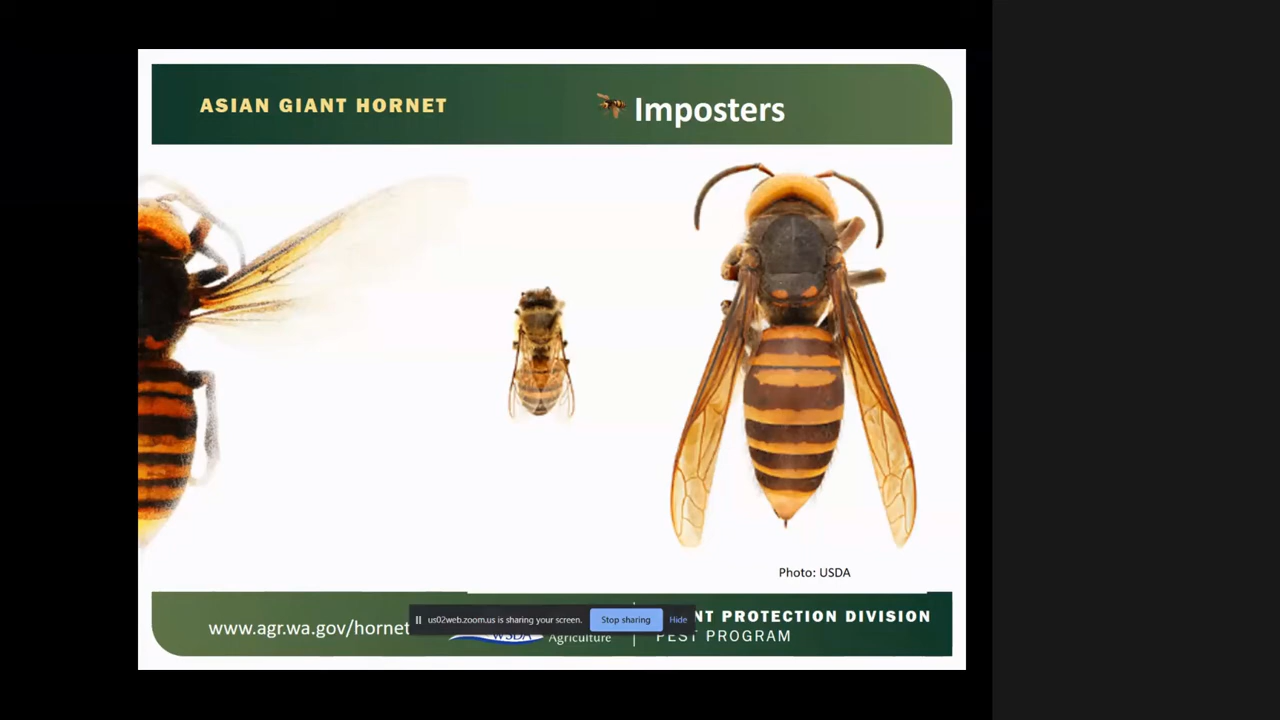 ASIAN GIANT HORNET
Imposters
Photo: USDA
www.agr.wa.gov/hornet
us02web.zoom.us is sharing your screen.
Stop sharing
Hide
WSDA
Agriculture
NT PROTECTION DIVISION
PEST PROGRAM